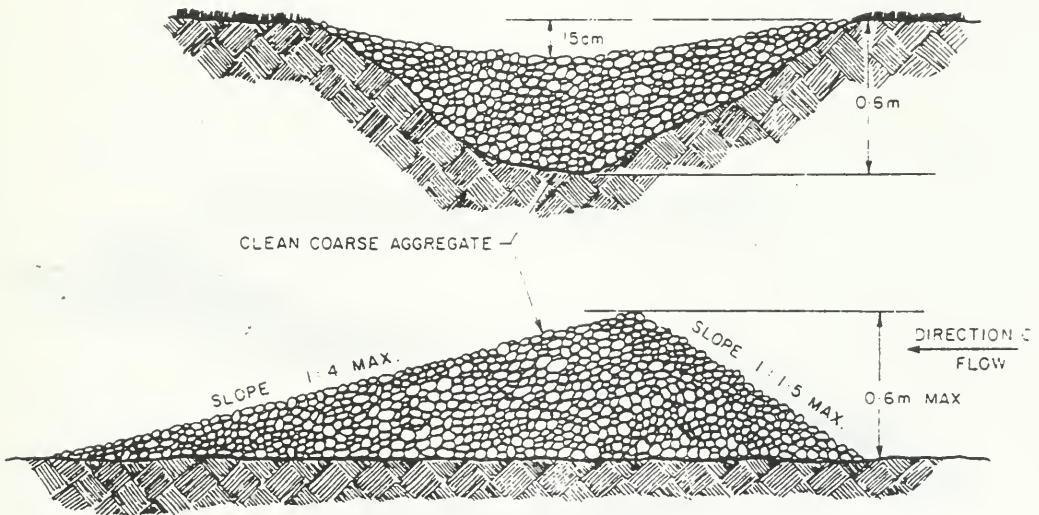 15cm
0.6m
CLEAN COARSE AGGREGATE
SLOPE 1:4 MAX.
SLOPE 1:1.5 MAX.
DIRECTION
FLOW
0.6m MAX